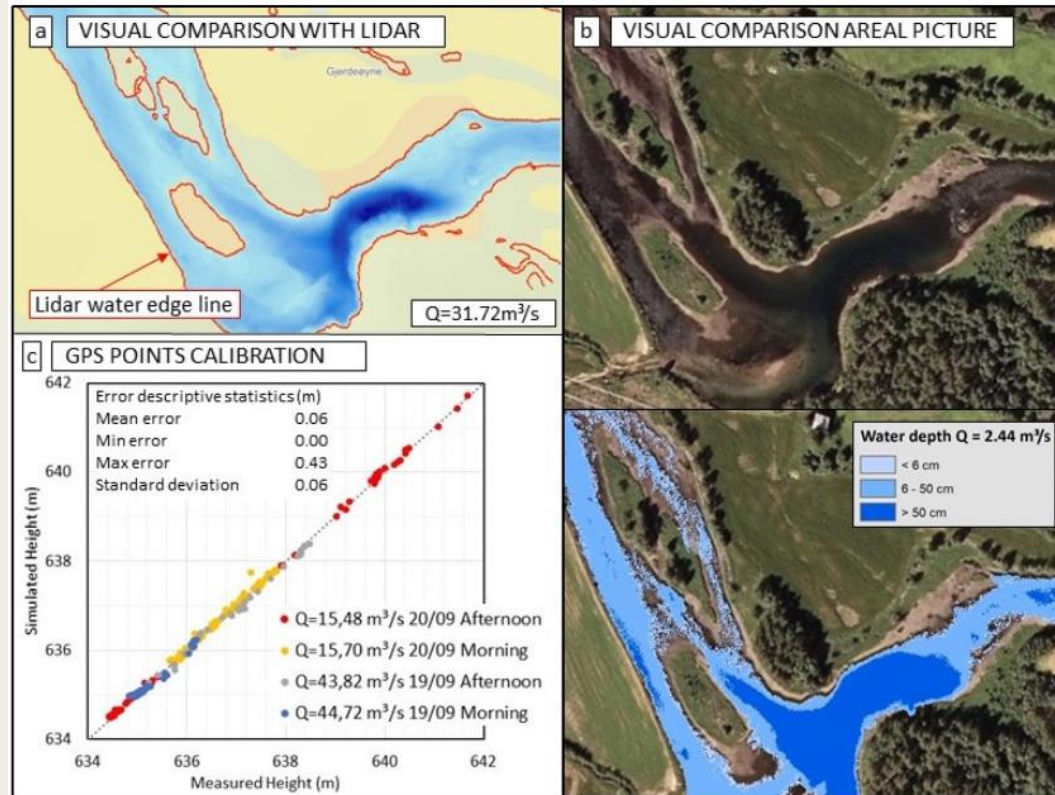 a VISUAL COMPARISON WITH LIDAR
Gjerdeøyne
Lidar water edge line
Q=31.72m³/s
b VISUAL COMPARISON AREAL PICTURE
c GPS POINTS CALIBRATION
Error descriptive statistics (m)
Mean error 0.06
Min error 0.00
Max error 0.43
Standard deviation 0.06
Simulated Height (m)
642
640
638
636
634
Q=15,48 m³/s 20/09 Afternoon
Q=15,70 m³/s 20/09 Morning
Q=43,82 m³/s 19/09 Afternoon
Q=44,72 m³/s 19/09 Morning
634 636 638 640 642
Measured Height (m)
Water depth Q = 2.44 m³/s
< 6 cm
6 - 50 cm
> 50 cm